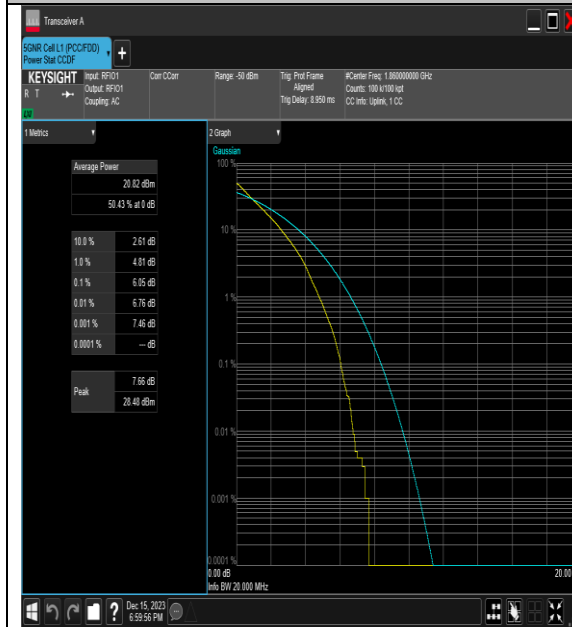 Transceiver A
5GNR Cell L1 (PCC/FDD)
Power Stat CCDF
KEYSIGHT
R T
LXI
Input: RFIO1
Output: RFIO1
Coupling: AC
Corr CCorr
Range: -50 dBm
Trig: Prot Frame
Aligned
Trig Delay: 8.950 ms
#Center Freq: 1.860000000 GHz
Counts: 100 k/100 kpt
CC Info: Uplink, 1 CC
1 Metrics
2 Graph
Gaussian
Average Power
20.82 dBm
50.43 % at 0 dB
10.0 % 2.61 dB
1.0 % 4.81 dB
0.1 % 6.05 dB
0.01 % 6.76 dB
0.001 % 7.46 dB
0.0001 % --- dB
Peak
7.66 dB
28.48 dBm
100 %
10 %
1 %
0.1 %
0.01 %
0.001 %
0.0001 %
0.00 dB
20.00
Info BW 20.000 MHz
Dec 15, 2023
6:59:56 PM